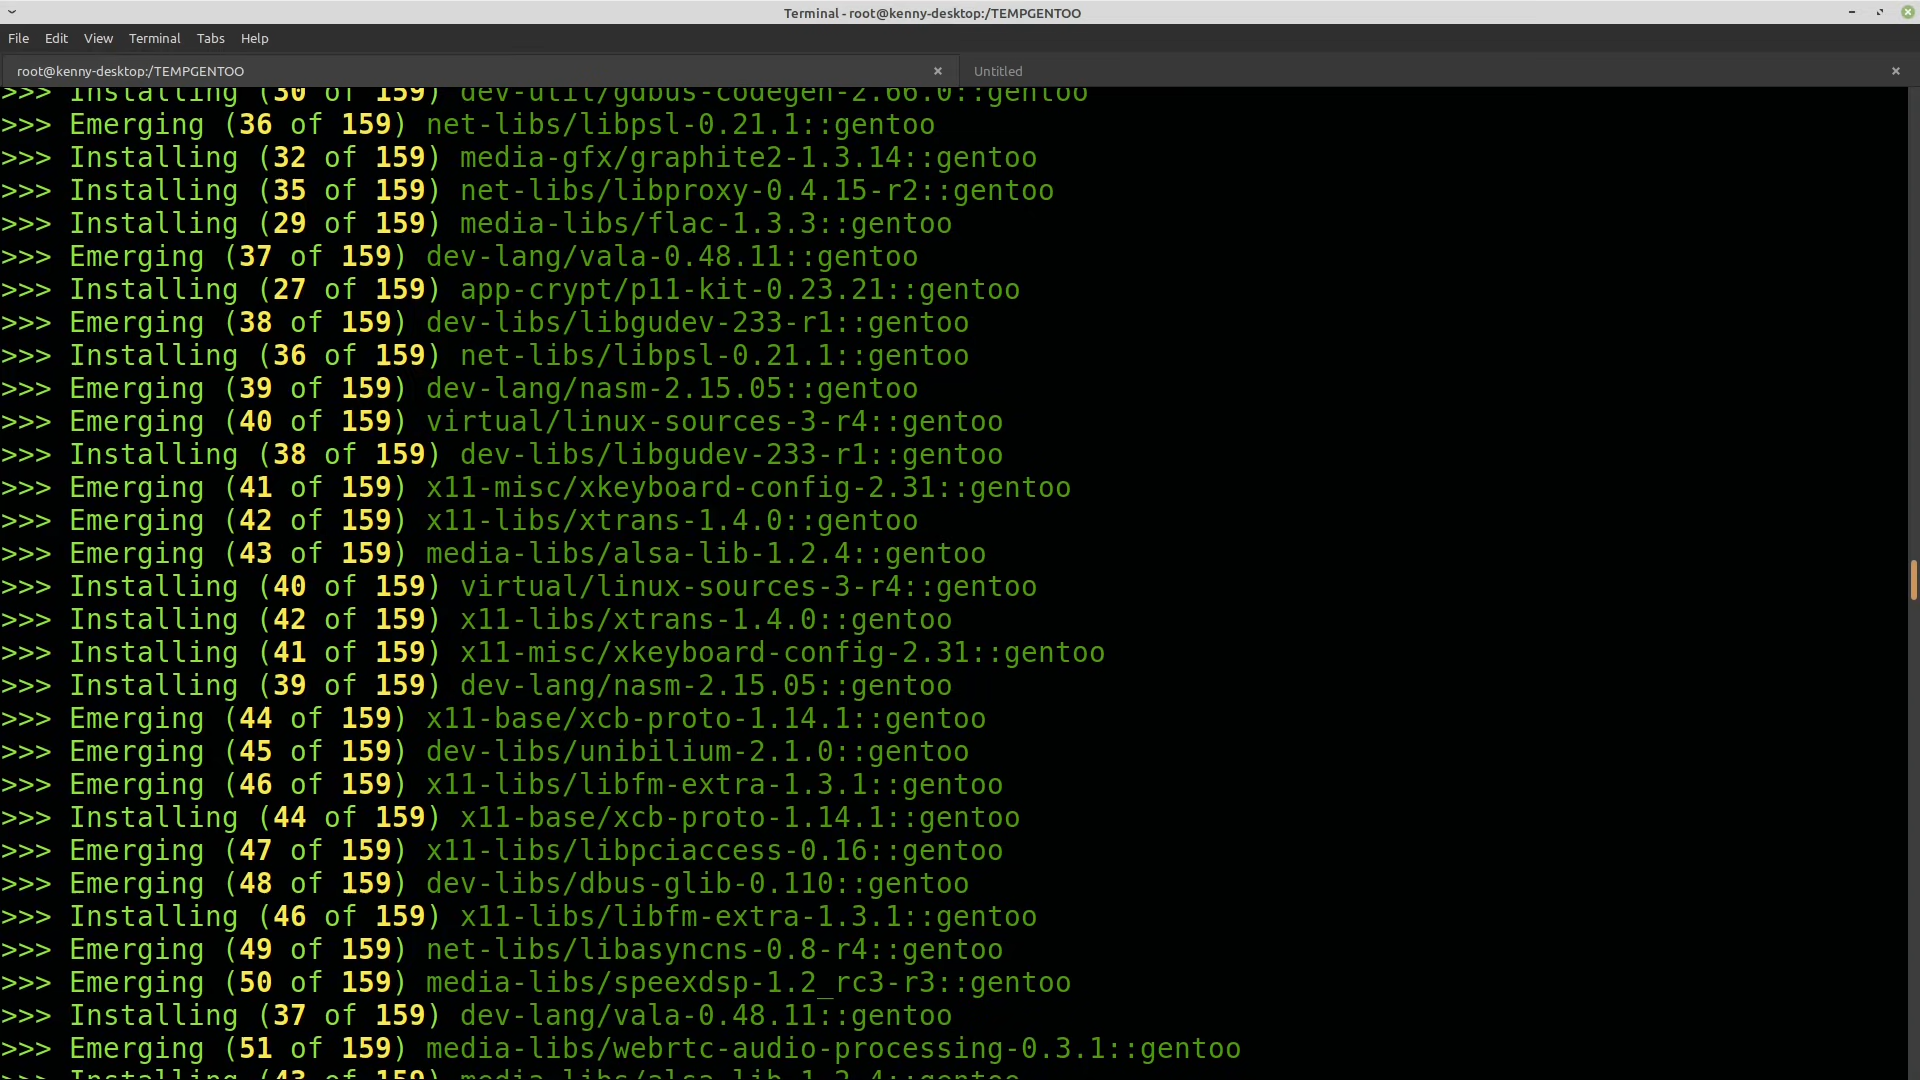 Terminal - root@kenny-desktop:/TEMPGENTOO
File Edit View Terminal Tabs Help
root@kenny-desktop:/TEMPGENTOO Untitled
>>> Installing (30 of 159) dev-util/gdbus-codegen-2.66.0::gentoo
>>> Emerging (36 of 159) net-libs/libpsl-0.21.1::gentoo
>>> Installing (32 of 159) media-gfx/graphite2-1.3.14::gentoo
>>> Installing (35 of 159) net-libs/libproxy-0.4.15-r2::gentoo
>>> Installing (29 of 159) media-libs/flac-1.3.3::gentoo
>>> Emerging (37 of 159) dev-lang/vala-0.48.11::gentoo
>>> Installing (27 of 159) app-crypt/p11-kit-0.23.21::gentoo
>>> Emerging (38 of 159) dev-libs/libgudev-233-r1::gentoo
>>> Installing (36 of 159) net-libs/libpsl-0.21.1::gentoo
>>> Emerging (39 of 159) dev-lang/nasm-2.15.05::gentoo
>>> Emerging (40 of 159) virtual/linux-sources-3-r4::gentoo
>>> Installing (38 of 159) dev-libs/libgudev-233-r1::gentoo
>>> Emerging (41 of 159) x11-misc/xkeyboard-config-2.31::gentoo
>>> Emerging (42 of 159) x11-libs/xtrans-1.4.0::gentoo
>>> Emerging (43 of 159) media-libs/alsa-lib-1.2.4::gentoo
>>> Installing (40 of 159) virtual/linux-sources-3-r4::gentoo
>>> Installing (42 of 159) x11-libs/xtrans-1.4.0::gentoo
>>> Installing (41 of 159) x11-misc/xkeyboard-config-2.31::gentoo
>>> Installing (39 of 159) dev-lang/nasm-2.15.05::gentoo
>>> Emerging (44 of 159) x11-base/xcb-proto-1.14.1::gentoo
>>> Emerging (45 of 159) dev-libs/unibilium-2.1.0::gentoo
>>> Emerging (46 of 159) x11-libs/libfm-extra-1.3.1::gentoo
>>> Installing (44 of 159) x11-base/xcb-proto-1.14.1::gentoo
>>> Emerging (47 of 159) x11-libs/libpciaccess-0.16::gentoo
>>> Emerging (48 of 159) dev-libs/dbus-glib-0.110::gentoo
>>> Installing (46 of 159) x11-libs/libfm-extra-1.3.1::gentoo
>>> Emerging (49 of 159) net-libs/libasyncns-0.8-r4::gentoo
>>> Emerging (50 of 159) media-libs/speexdsp-1.2_rc3-r3::gentoo
>>> Installing (37 of 159) dev-lang/vala-0.48.11::gentoo
>>> Emerging (51 of 159) media-libs/webrtc-audio-processing-0.3.1::gentoo
>>> Installing (43 of 159) media-libs/alsa-lib-1.2.4::gentoo